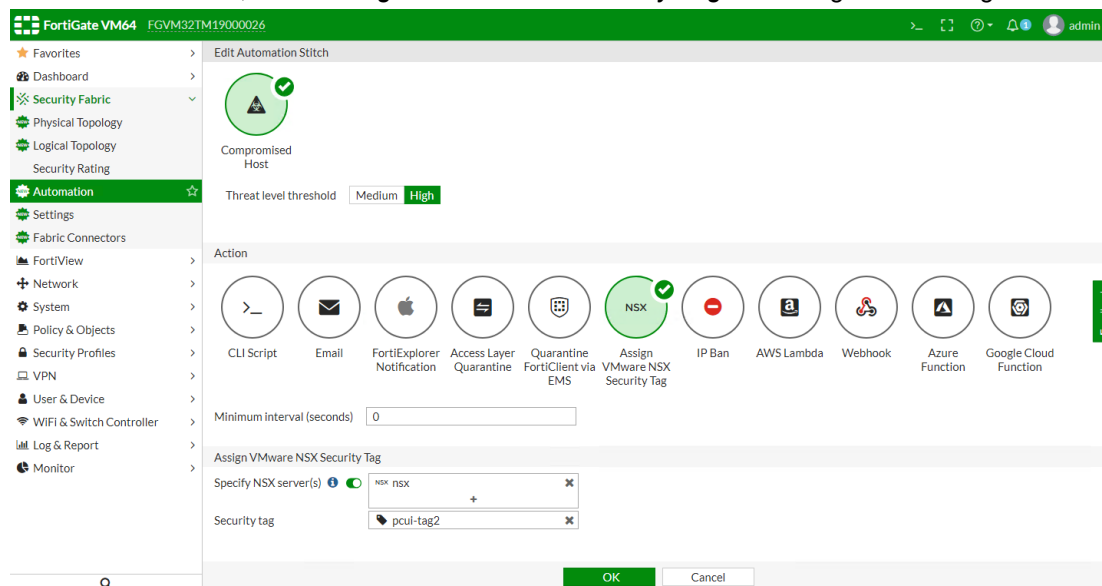 FortiGate VM64 FGVM32TM19000026
>_ 1 admin
Favorites
Dashboard
Security Fabric
Physical Topology
Logical Topology
Security Rating
Automation
Settings
Fabric Connectors
FortiView
Network
System
Policy & Objects
Security Profiles
VPN
User & Device
WiFi & Switch Controller
Log & Report
Monitor
Edit Automation Stitch
Compromised
Host
Threat level threshold Medium High
Action
>_ NSX a
CLI Script Email FortiExplorer Notification Access Layer Quarantine Quarantine FortiClient via EMS Assign VMware NSX Security Tag IP Ban AWS Lambda Webhook Azure Function Google Cloud Function
Minimum interval (seconds) 0
Assign VMware NSX Security Tag
Specify NSX server(s) NSX nsx
+
Security tag pcui-tag2
OK Cancel